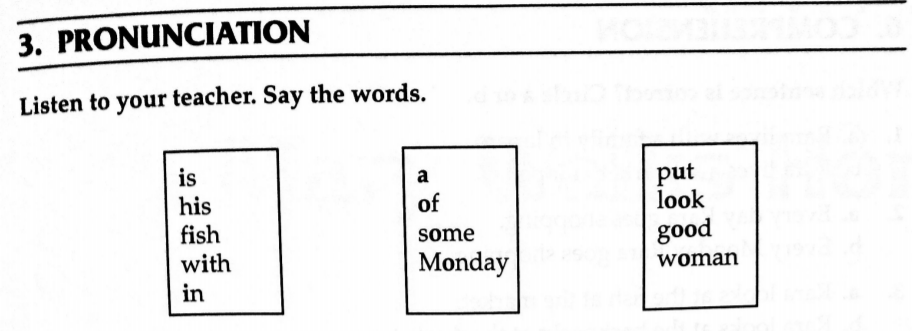 3. PRONUNCIATION
Listen to your teacher. Say the words.
is
his
fish
with
in
a
of
some
Monday
put
look
good
woman